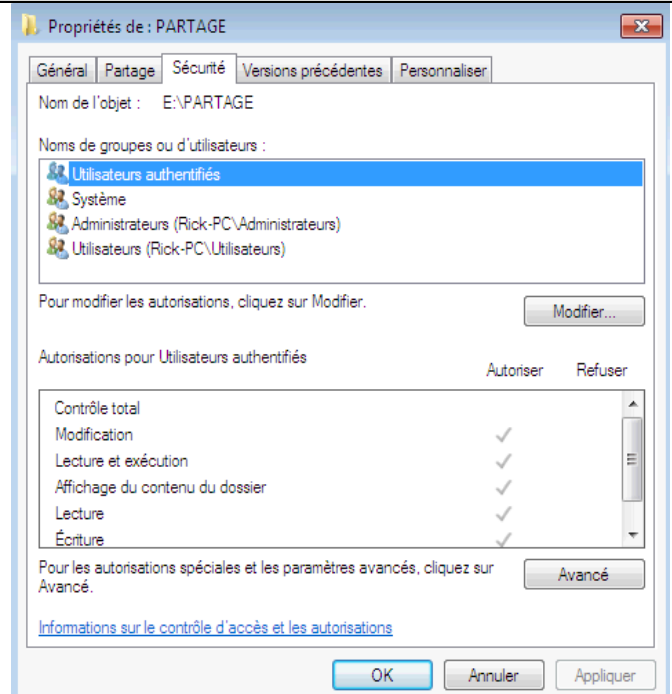 Propriétés de : PARTAGE
Général Partage Sécurité Versions précédentes Personnaliser
Nom de l'objet : E:\PARTAGE
Noms de groupes ou d'utilisateurs :
Utilisateurs authentifiés
Système
Administrateurs (Rick-PC\Administrateurs)
Utilisateurs (Rick-PC\Utilisateurs)
Pour modifier les autorisations, cliquez sur Modifier.
Modifier...
Autorisations pour Utilisateurs authentifiés
Autoriser Refuser
Contrôle total
Modification
Lecture et exécution
Affichage du contenu du dossier
Lecture
Écriture
Pour les autorisations spéciales et les paramètres avancés, cliquez sur
Avancé.
Avancé
Informations sur le contrôle d'accès et les autorisations
OK Annuler Appliquer